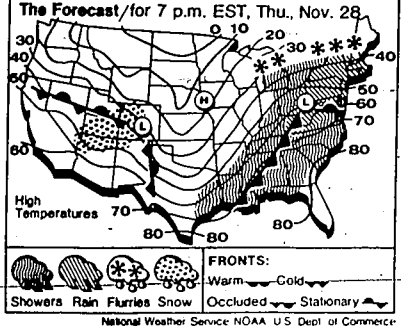 The Forecast/for 7 p.m. EST, Thu., Nov. 28
0 10
20
30
30
40
40
50
50
60
60
70
H
L
L
60
80
High
Temperatures
70
80
80
80
FRONTS:
Warm Cold
Showers Rain Flurries Snow
Occluded Stationary
National Weather Service NOAA U S Dept of Commerce